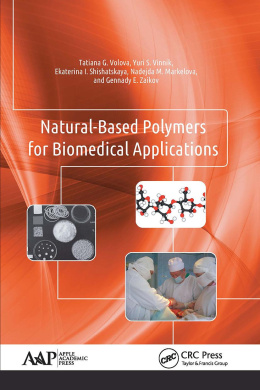 Tatiana G. Volova, Yuri S. Vinnik,
Ekaterina I. Shishatskaya, Nadejda M. Markelova,
and Gennady E. Zaikov
Natural-Based Polymers
for Biomedical Applications
AAP
APPLE
ACADEMIC
PRESS
CRC
CRC Press
Taylor & Francis Group